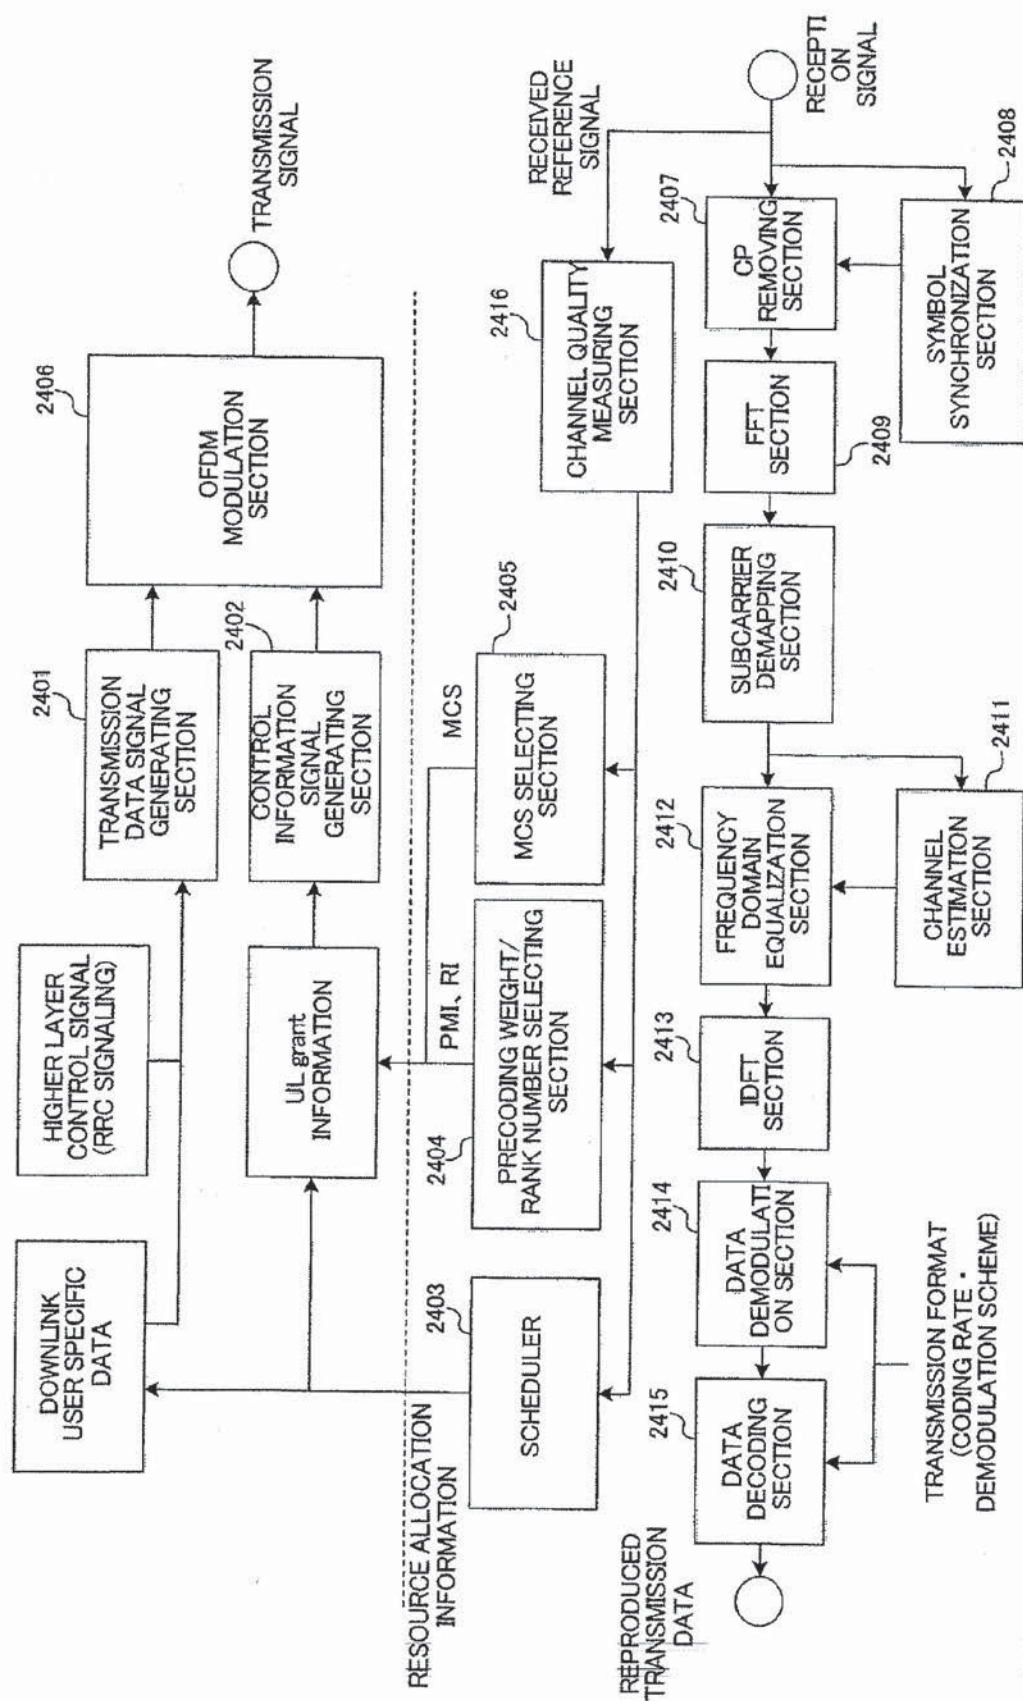 DOWNLINK
USER SPECIFIC
DATA
HIGHER LAYER
CONTROL SIGNAL
(RRC SIGNALING)
2401
TRANSMISSION
DATA SIGNAL
GENERATING
SECTION
2406
OFDM
MODULATION
SECTION
TRANSMISSION
SIGNAL
UL grant
INFORMATION
2402
CONTROL
INFORMATION
SIGNAL
GENERATING
SECTION
RESOURCE ALLOCATION
INFORMATION
2403
SCHEDULER
PMI、RI
2404
PRECODING WEIGHT/
RANK NUMBER SELECTING
SECTION
MCS
2405
MCS SELECTING
SECTION
2416
CHANNEL QUALITY
MEASURING
SECTION
RECEIVED
REFERENCE
SIGNAL
REPRODUCED
TRANSMISSION
DATA
2415
DATA
DECODING
SECTION
2414
DATA
DEMODULATI
ON SECTION
2413
IDFT
SECTION
2412
FREQUENCY
DOMAIN
EQUALIZATION
SECTION
2410
SUBCARRIER
DEMAPPING
SECTION
FFT
SECTION
2409
2407
CP
REMOVING
SECTION
RECEPTI
ON
SIGNAL
TRANSMISSION FORMAT
(CODING RATE・
DEMODULATION SCHEME)
2411
CHANNEL
ESTIMATION
SECTION
2408
SYMBOL
SYNCHRONIZATION
SECTION